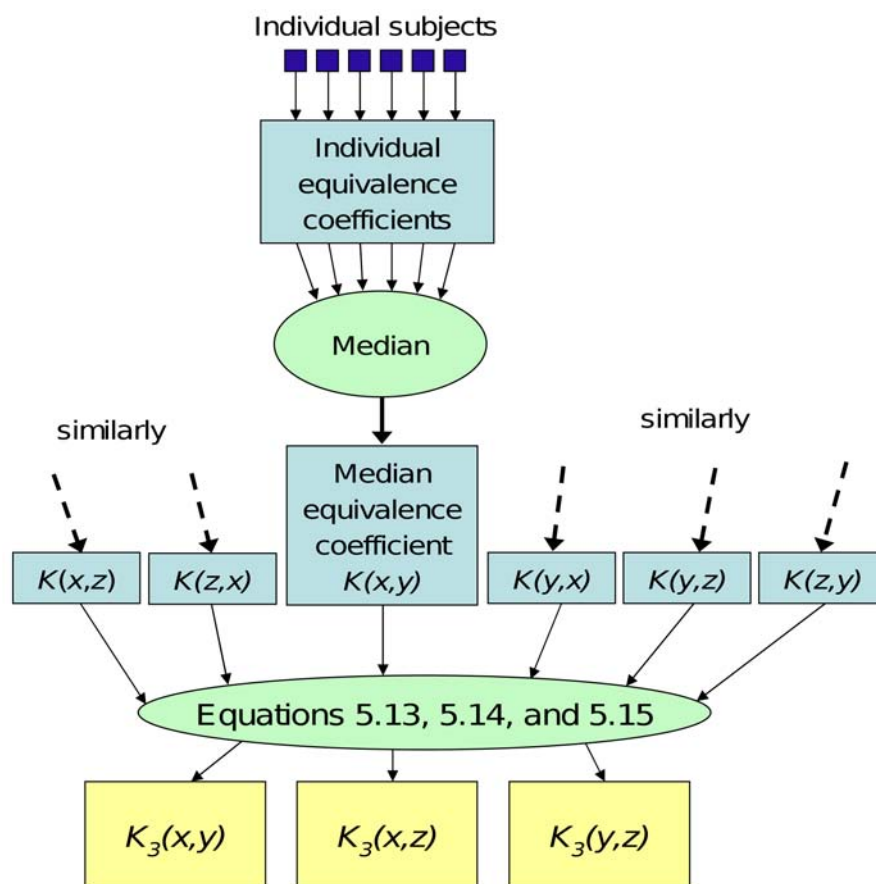 Individual subjects
Individual
equivalence
coefficients
Median
similarly
similarly
Median
equivalence
coefficient
K(x,y)
K(x,z)
K(z,x)
K(y,x)
K(y,z)
K(z,y)
Equations 5.13, 5.14, and 5.15
K₃(x,y)
K₃(x,z)
K₃(y,z)